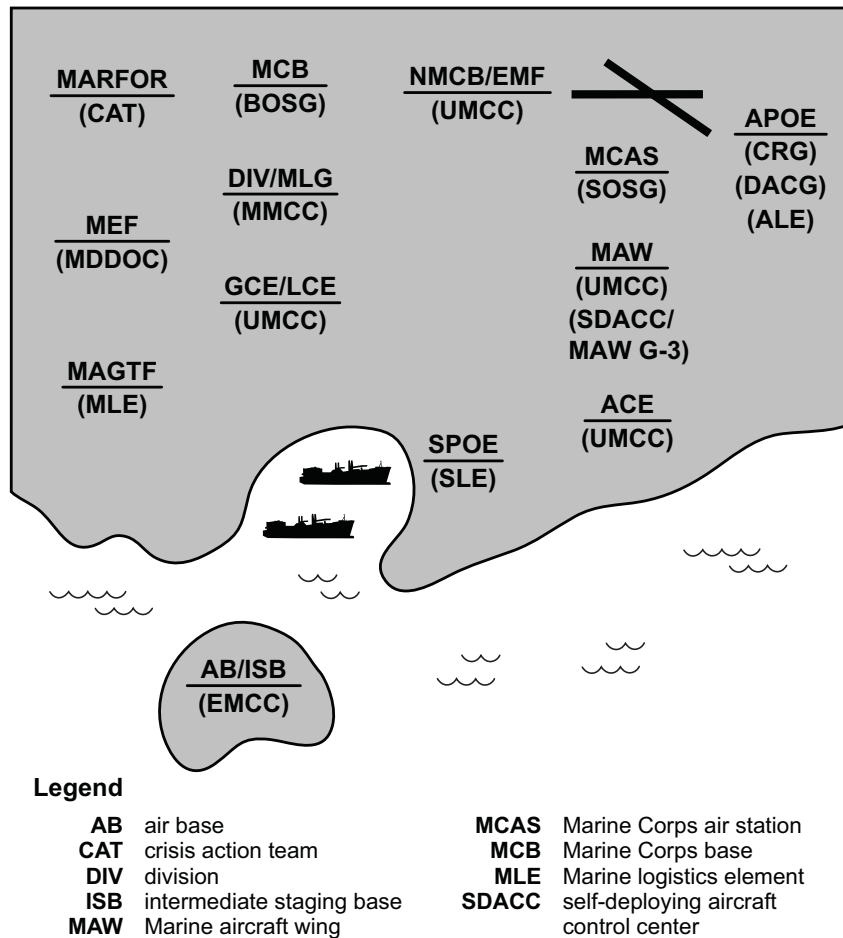 MARFOR
(CAT)
MCB
(BOSG)
NMCB/EMF
(UMCC)
APOE
(CRG)
(DACG)
(ALE)
DIV/MLG
(MMCC)
MCAS
(SOSG)
MEF
(MDDOC)
GCE/LCE
(UMCC)
MAW
(UMCC)
(SDACC/
MAW G-3)
MAGTF
(MLE)
ACE
(UMCC)
SPOE
(SLE)
AB/ISB
(EMCC)
Legend
AB air base
CAT crisis action team
DIV division
ISB intermediate staging base
MAW Marine aircraft wing
MCAS Marine Corps air station
MCB Marine Corps base
MLE Marine logistics element
SDACC self-deploying aircraft
control center